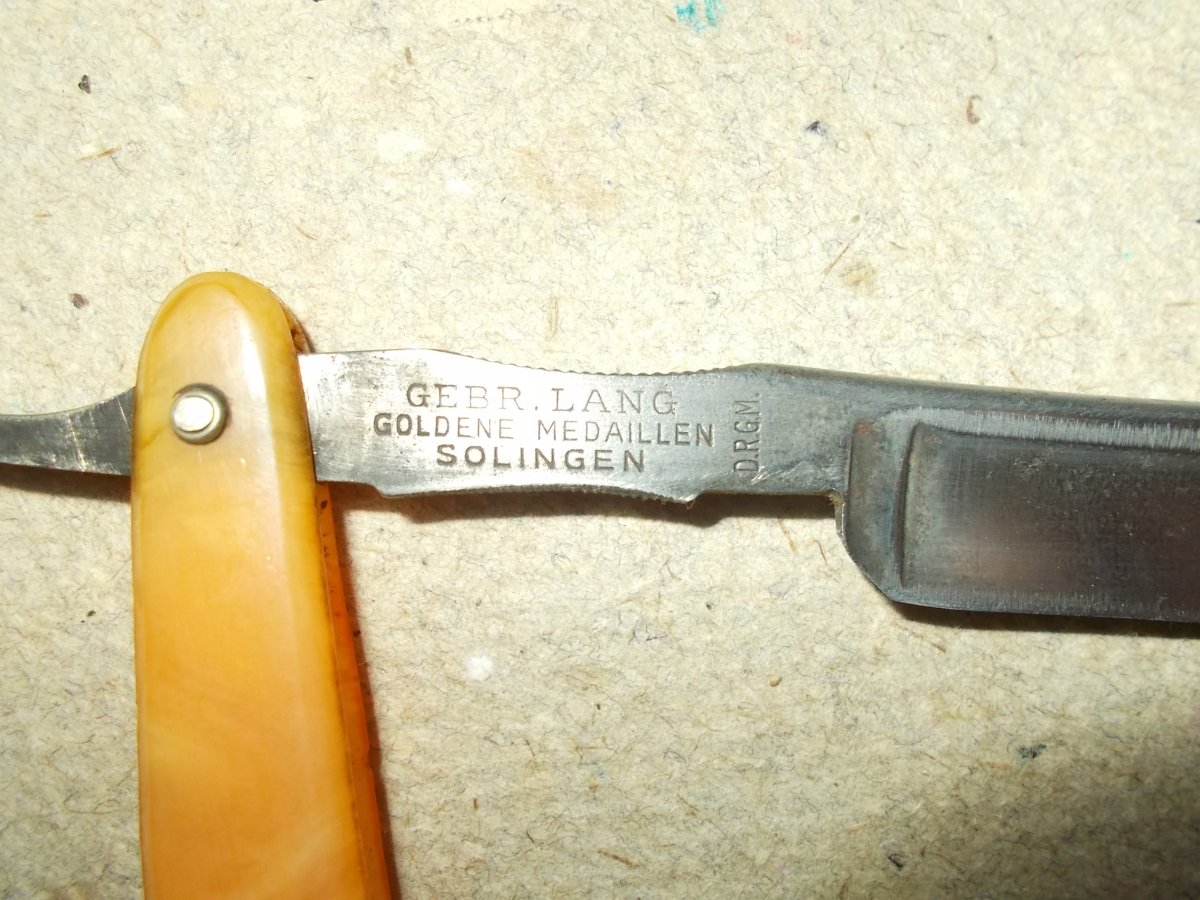 GEBR. LANG
GOLDENE MEDAILLEN
SOLINGEN
D.R.G.M.